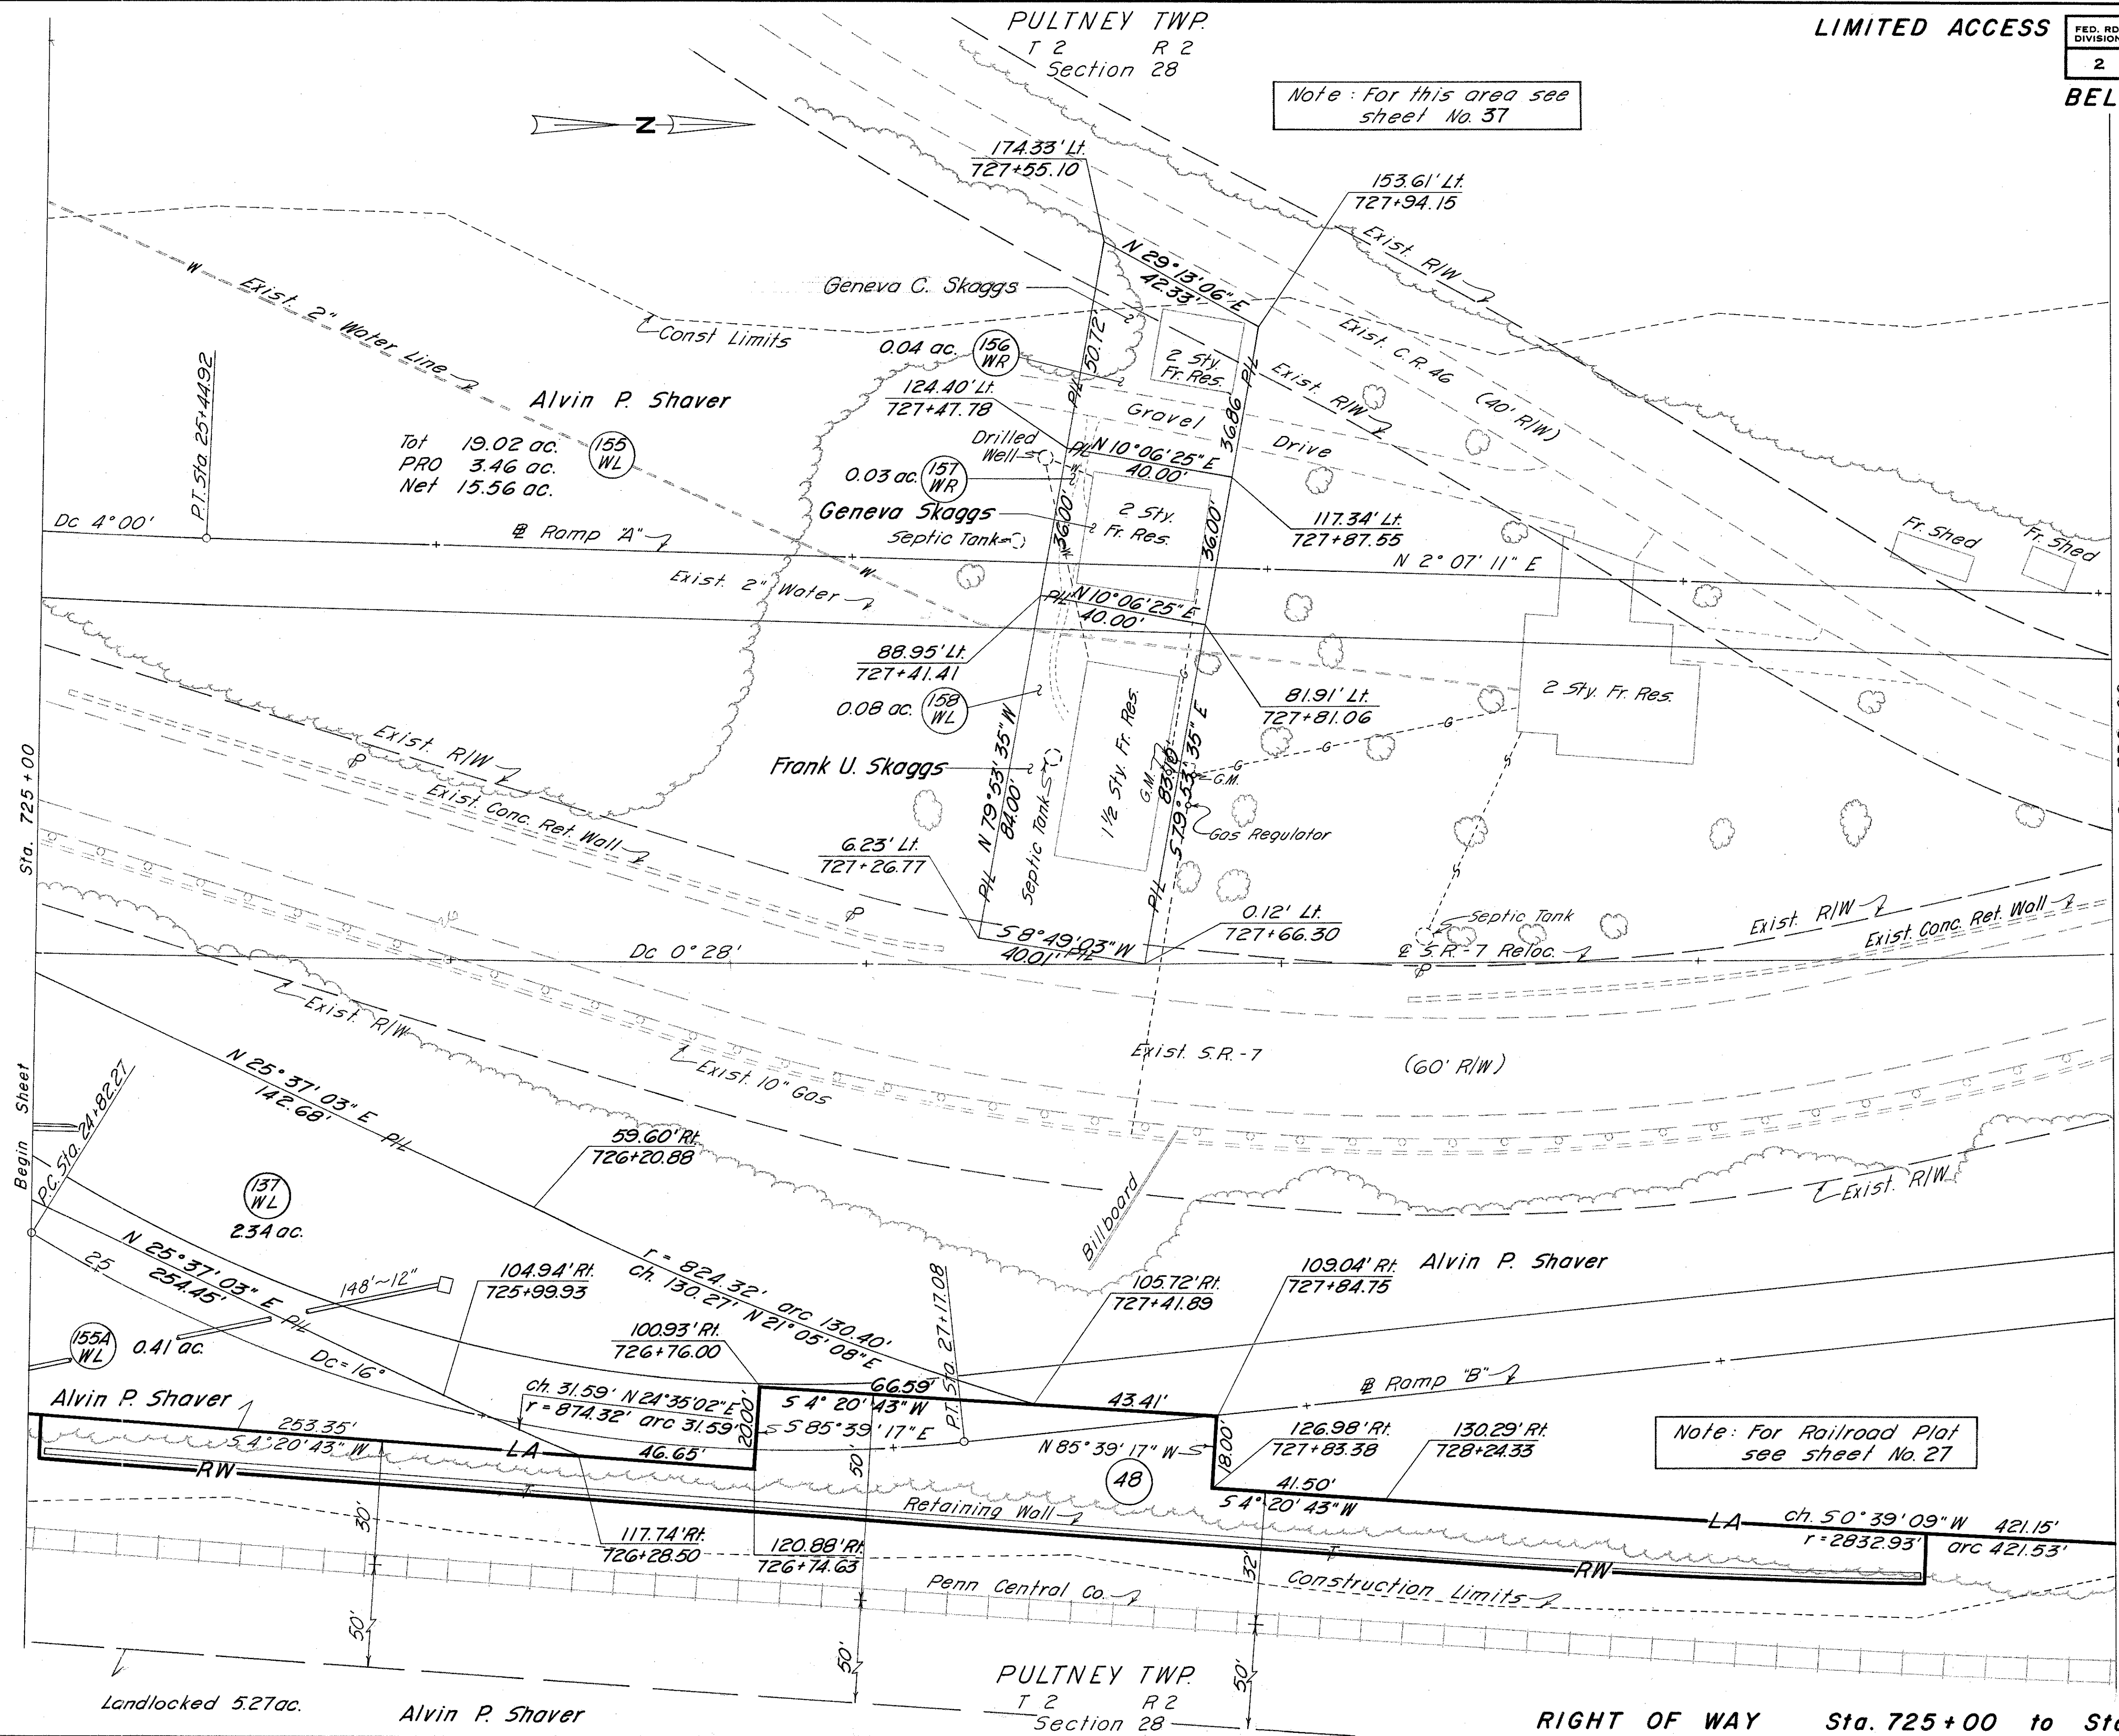 PULTNEY TWP.
T 2 R 2
Section 28
LIMITED ACCESS
FED. RD.
DIVISION
2
BEL
Note : For this area see
sheet No. 37
N
174.33' Lt.
727+55.10
153.61' Lt.
727+94.15
Exist. R/W
N 29° 13' 06" E
42.33'
Geneva C. Skaggs
W
Exist. 2" Water Line
Const Limits
0.04 ac.
156
WR
P/L 50.72'
2 Sty.
Fr. Res.
36.86' P/L
Exist. R/W
Exist. C.R. 46
(40' R/W)
P.T. Sta. 25+44.92
Alvin P. Shaver
124.40' Lt.
727+47.78
Gravel
Drive
Tot 19.02 ac.
PRO 3.46 ac.
Net 15.56 ac.
155
WL
Drilled
Well
P/L
N 10° 06' 25" E
40.00'
0.03 ac.
157
WR
W
Geneva Skaggs
Septic Tank
36.00'
W
2 Sty.
Fr. Res.
36.00'
117.34' Lt.
727+87.55
Fr. Shed
Fr. Shed
Dc 4°00'
℄ Ramp "A"
W
N 2° 07' 11" E
Exist. 2" Water
P/L
N 10° 06' 25" E
40.00'
88.95' Lt.
727+41.41
0.08 ac.
158
WL
G
81.91' Lt.
727+81.06
2 Sty. Fr. Res.
G
G
G
Exist. R/W
Frank U. Skaggs
N 79° 53' 35" W
84.00'
P/L
Septic Tank
1½ Sty. Fr. Res.
G.M.
S 79° 53' 35" E
P/L
G.M.
Gas Regulator
S
S
Sta. 725+00
Exist. Conc. Ret. Wall
6.23' Lt.
727+26.77
0.12' Lt.
727+66.30
Septic Tank
Exist. R/W
Exist. Conc. Ret. Wall
Dc 0° 28'
S 8° 49' 03" W
40.01' P/L
℄ S.R.-7 Reloc.
Exist. R/W
Exist. 10" Gas
Exist. S.R.-7
(60' R/W)
Begin Sheet
P.C. Sta. 24+82.27
N 25° 37' 03" E
142.68'
P/L
59.60' Rt.
726+20.88
Billboard
Exist. R/W
137
WL
2.34 ac.
N 25° 37' 03" E
254.45'
P/L
25
148'~12"
104.94' Rt.
725+99.93
r = 824.32' arc 130.40'
ch. 130.27' N 21° 05' 08" E
P.T. Sta. 27+17.08
105.72' Rt.
727+41.89
109.04' Rt.
727+84.75
Alvin P. Shaver
155A
WL
0.41 ac.
Dc = 16°
100.93' Rt.
726+76.00
℄ Ramp "B"
Alvin P. Shaver
ch. 31.59' N 24° 35' 02" E
r = 874.32' arc 31.59'
20.00'
66.59'
S 4° 20' 43" W
S 85° 39' 17" E
43.41'
253.35'
S 4° 20' 43" W
LA
46.65'
N 85° 39' 17" W
18.00'
126.98' Rt.
727+83.38
130.29' Rt.
728+24.33
Note: For Railroad Plat
see sheet No. 27
RW
50'
48
41.50'
S 4° 20' 43" W
30'
T
Retaining Wall
LA
ch. S 0° 39' 09" W 421.15'
r = 2832.93' arc 421.53'
117.74' Rt.
726+28.50
120.88' Rt.
726+74.63
T
RW
32'
Penn Central Co.
Construction Limits
50'
50'
50'
Landlocked 5.27 ac.
Alvin P. Shaver
PULTNEY TWP.
T 2 R 2
Section 28
RIGHT OF WAY Sta. 725+00 to Sta